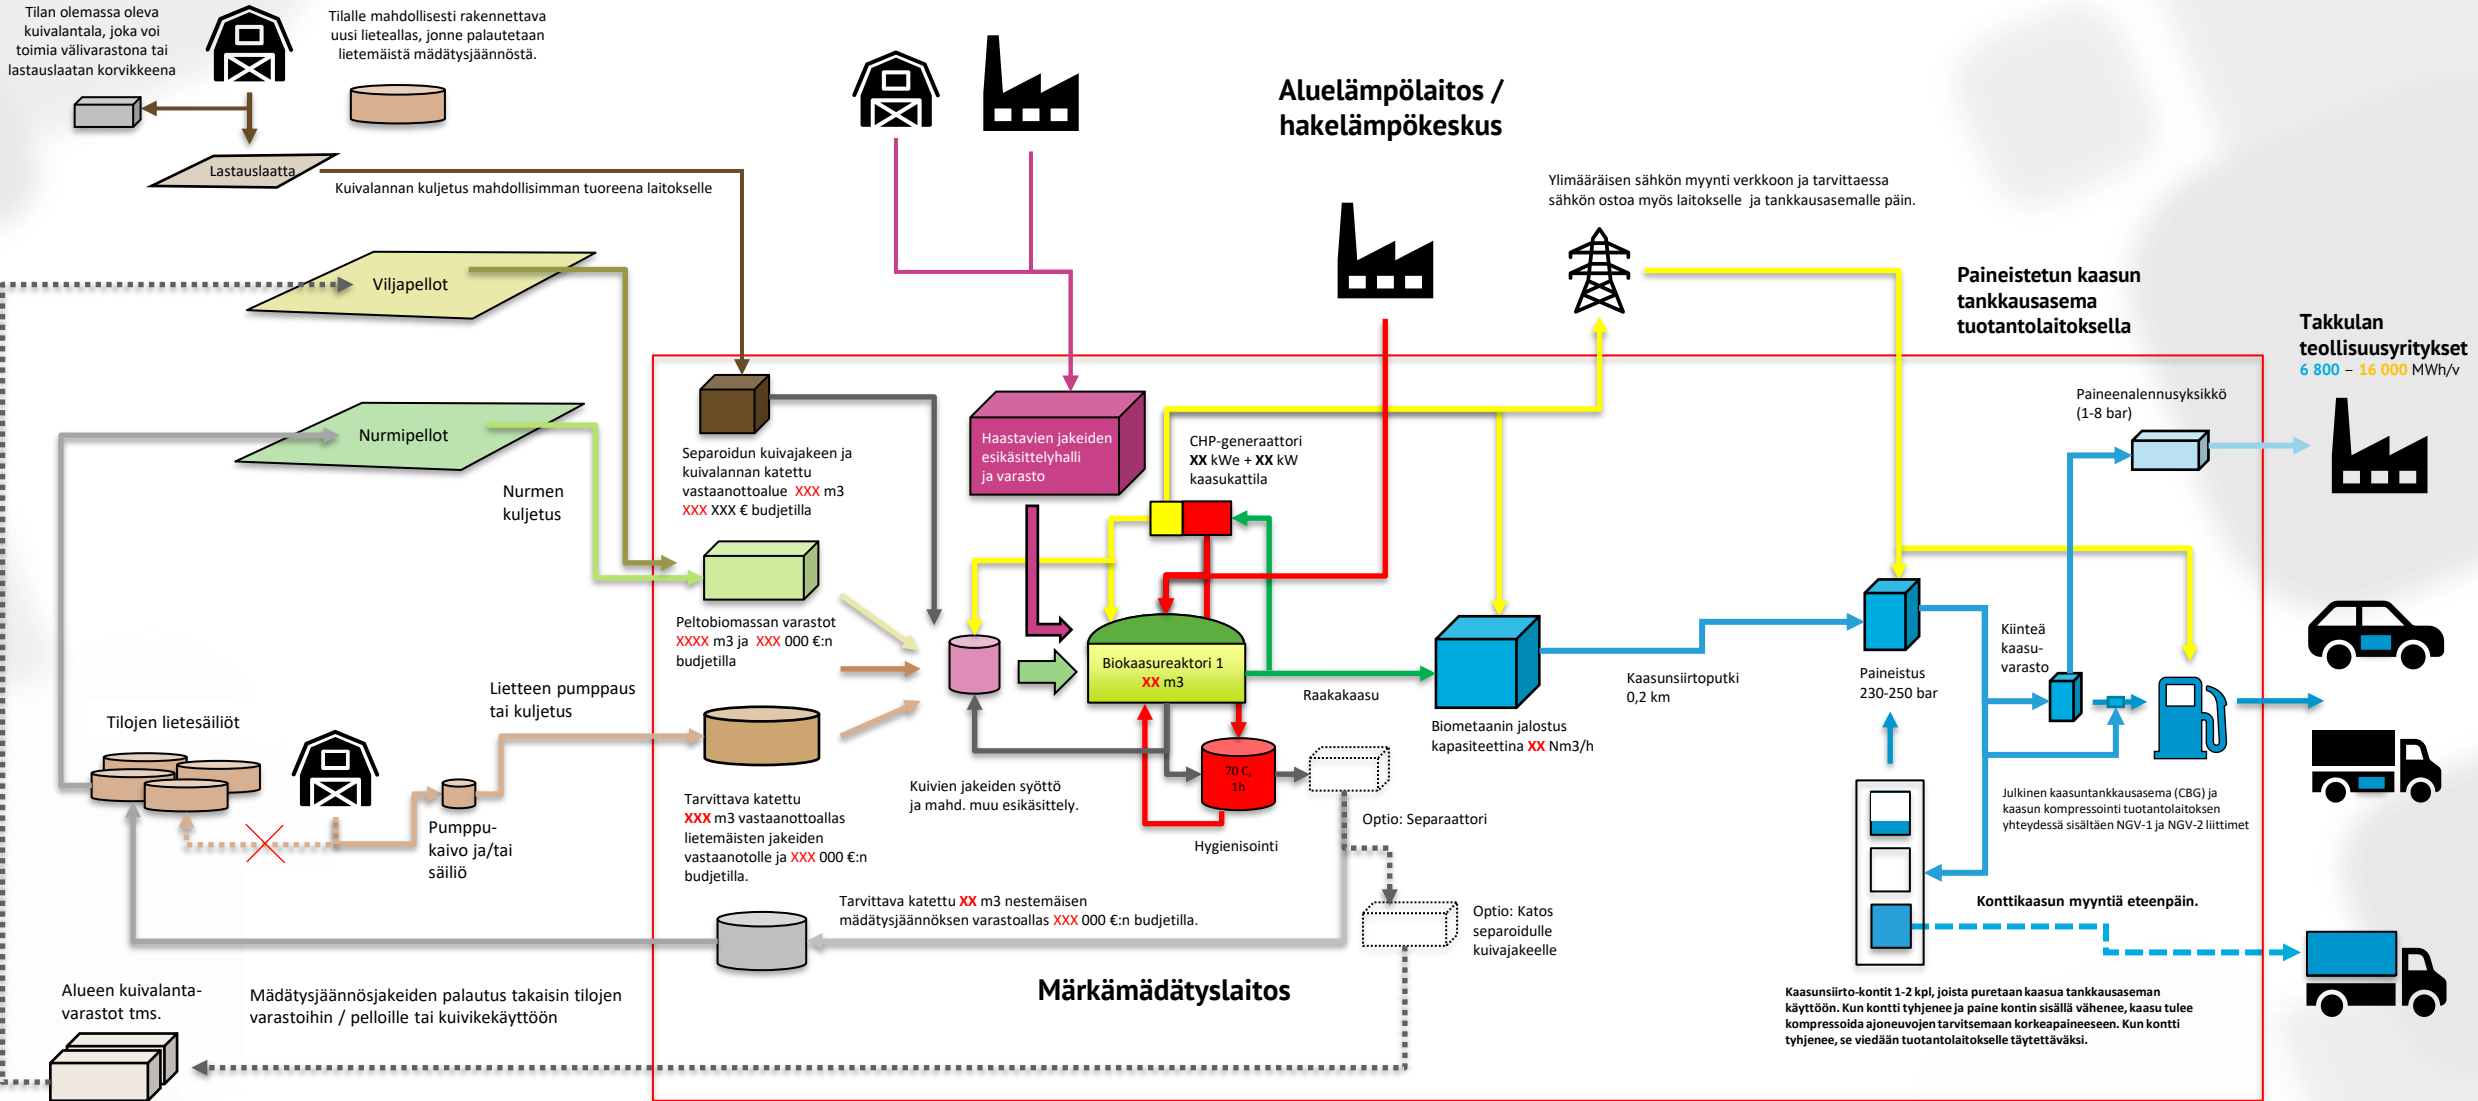 Tilan olemassa oleva
kuivalantala, joka voi
toimia välivarastona tai
lastauslaatan korvikkeena
Tilalle mahdollisesti rakennettava
uusi lieteallas, jonne palautetaan
lietemäistä mädätysjäännöstä.
Lastauslaatta
Kuivalannan kuljetus mahdollisimman tuoreena laitokselle
Aluelämpölaitos /
hakelämpökeskus
Ylimääräisen sähkön myynti verkkoon ja tarvittaessa
sähkön ostoa myös laitokselle ja tankkausasemalle päin.
Paineistetun kaasun
tankkausasema
tuotantolaitoksella
Takkulan
teollisuusyritykset
6 800 – 16 000 MWh/v
Viljapellot
Nurmipellot
Nurmen
kuljetus
Separoidun kuivajakeen ja
kuivalannan katettu
vastaanottoalue XXX m3
XXX XXX € budjetilla
Haastavien jakeiden
esikäsittelyhalli
ja varasto
CHP-generaattori
XX kWe + XX kW
kaasukattila
Paineenalennusyksikkö
(1-8 bar)
Peltobiomassan varastot
XXXX m3 ja XXX 000 €:n
budjetilla
Biokaasureaktori 1
XX m3
Raakakaasu
Biometaanin jalostus
kapasiteettina XX Nm3/h
Kaasunsiirtoputki
0,2 km
Paineistus
230-250 bar
Kiinteä
kaasu-
varasto
Lietteen pumppaus
tai kuljetus
Tilojen lietesäiliöt
Pumppu-
kaivo ja/tai
säiliö
Tarvittava katettu
XXX m3 vastaanottoallas
lietemäisten jakeiden
vastaanotolle ja XXX 000 €:n
budjetilla.
Kuivien jakeiden syöttö
ja mahd. muu esikäsittely.
70 C,
1h
Hygienisointi
Optio: Separaattori
Julkinen kaasuntankkausasema (CBG) ja
kaasun kompressointi tuotantolaitoksen
yhteydessä sisältäen NGV-1 ja NGV-2 liittimet
Tarvittava katettu XX m3 nestemäisen
mädätysjäännöksen varastoallas XXX 000 €:n budjetilla.
Optio: Katos
separoidulle
kuivajakeelle
Konttikaasun myyntiä eteenpäin.
Märkämädätyslaitos
Alueen kuivalanta-
varastot tms.
Mädätysjäännösjakeiden palautus takaisin tilojen
varastoihin / pelloille tai kuivikekäyttöön
Kaasunsiirto-kontit 1-2 kpl, joista puretaan kaasua tankkausaseman
käyttöön. Kun kontti tyhjenee ja paine kontin sisällä vähenee, kaasu tulee
kompressoida ajoneuvojen tarvitsemaan korkeapaineeseen. Kun kontti
tyhjenee, se viedään tuotantolaitokselle täytettäväksi.